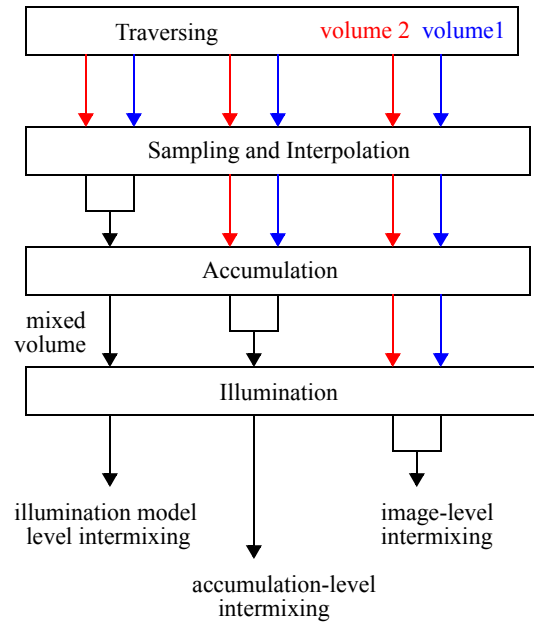 Traversing volume 2 volume1
Sampling and Interpolation
Accumulation
mixed
volume
Illumination
illumination model
level intermixing
image-level
intermixing
accumulation-level
intermixing